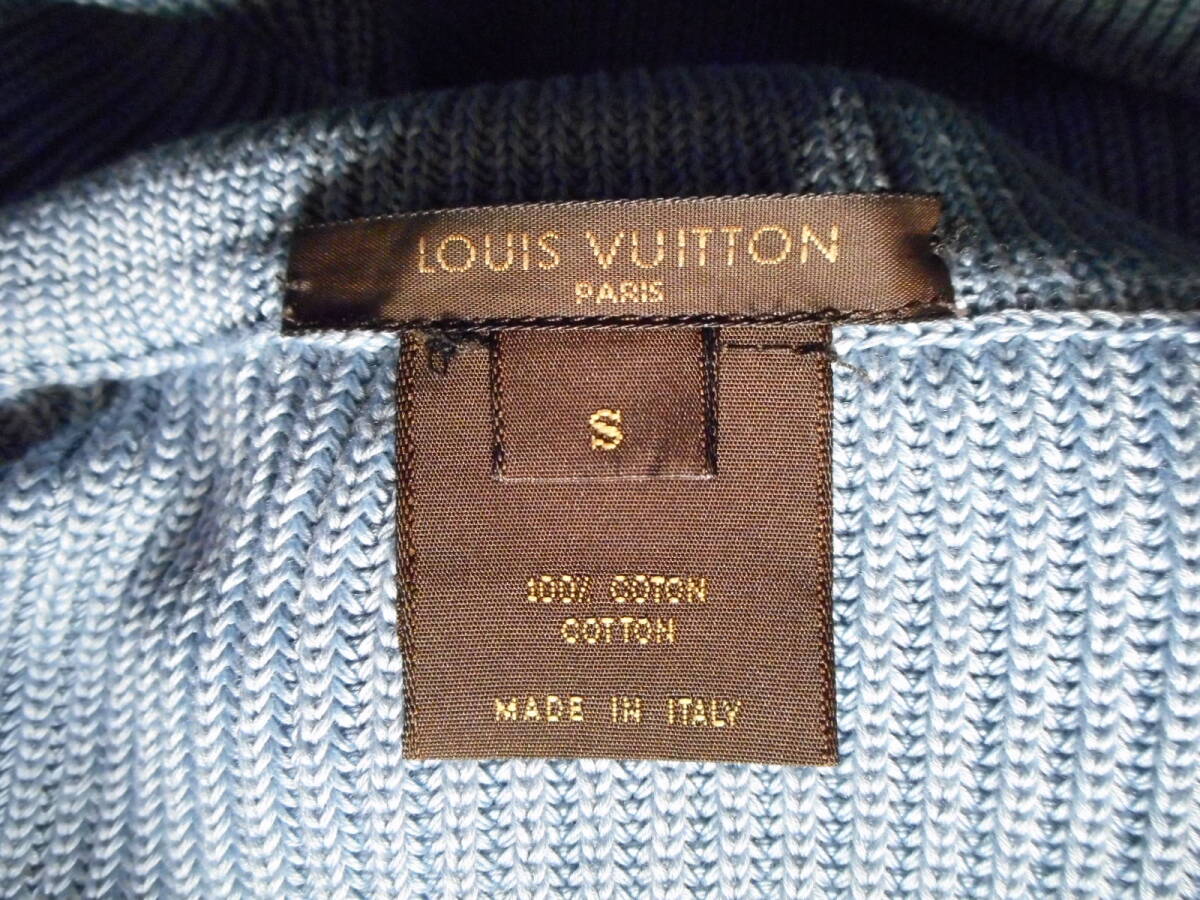 LOUIS VUITTON
PARIS
S
100% COTON
COTTON
MADE IN ITALY